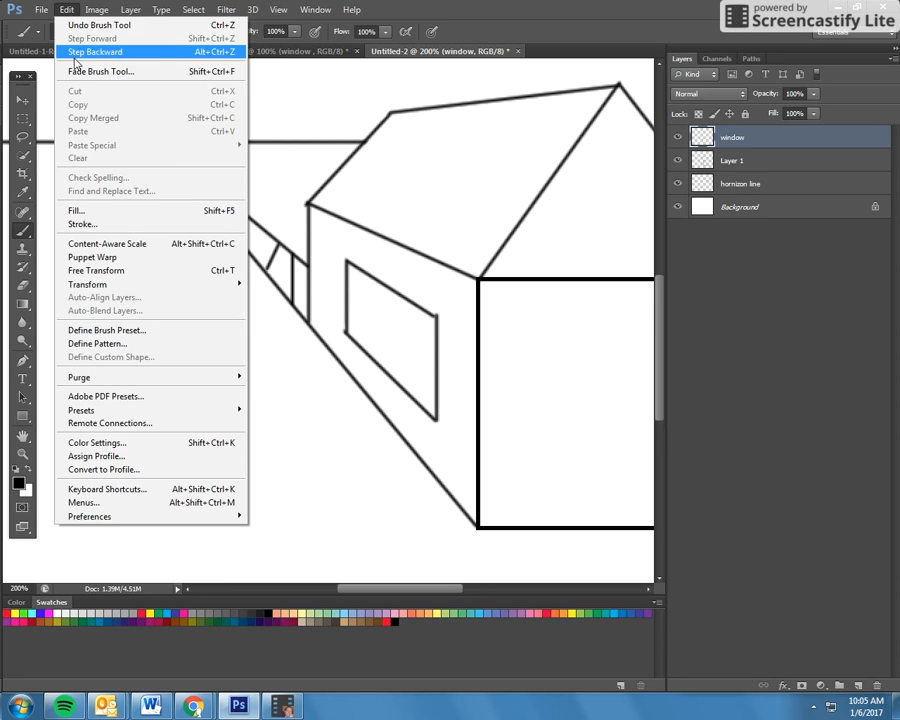 powered by
Screencastify Lite
Ps File Edit Image Layer Type Select Filter 3D View Window Help
Undo Brush Tool Ctrl+Z
Step Forward Shift+Ctrl+Z
Step Backward Alt+Ctrl+Z
Fade Brush Tool... Shift+Ctrl+F
Cut Ctrl+X
Copy Ctrl+C
Copy Merged Shift+Ctrl+C
Paste Ctrl+V
Paste Special
Clear
Check Spelling...
Find and Replace Text...
Fill... Shift+F5
Stroke...
Content-Aware Scale Alt+Shift+Ctrl+C
Puppet Warp
Free Transform Ctrl+T
Transform
Auto-Align Layers...
Auto-Blend Layers...
Define Brush Preset...
Define Pattern...
Define Custom Shape...
Purge
Adobe PDF Presets...
Presets
Remote Connections...
Color Settings... Shift+Ctrl+K
Assign Profile...
Convert to Profile...
Keyboard Shortcuts... Alt+Shift+Ctrl+K
Menus... Alt+Shift+Ctrl+M
Preferences
100% Flow: 100%
@ 100% (window , RGB/8) * × Untitled-2 @ 200% (window, RGB/8) * ×
Layers Channels Paths
Kind
Normal Opacity: 100%
Lock: Fill: 100%
window
Layer 1
hornizon line
Background
200% Doc: 1.39M/4.51M
Color Swatches
10:05 AM
1/6/2017